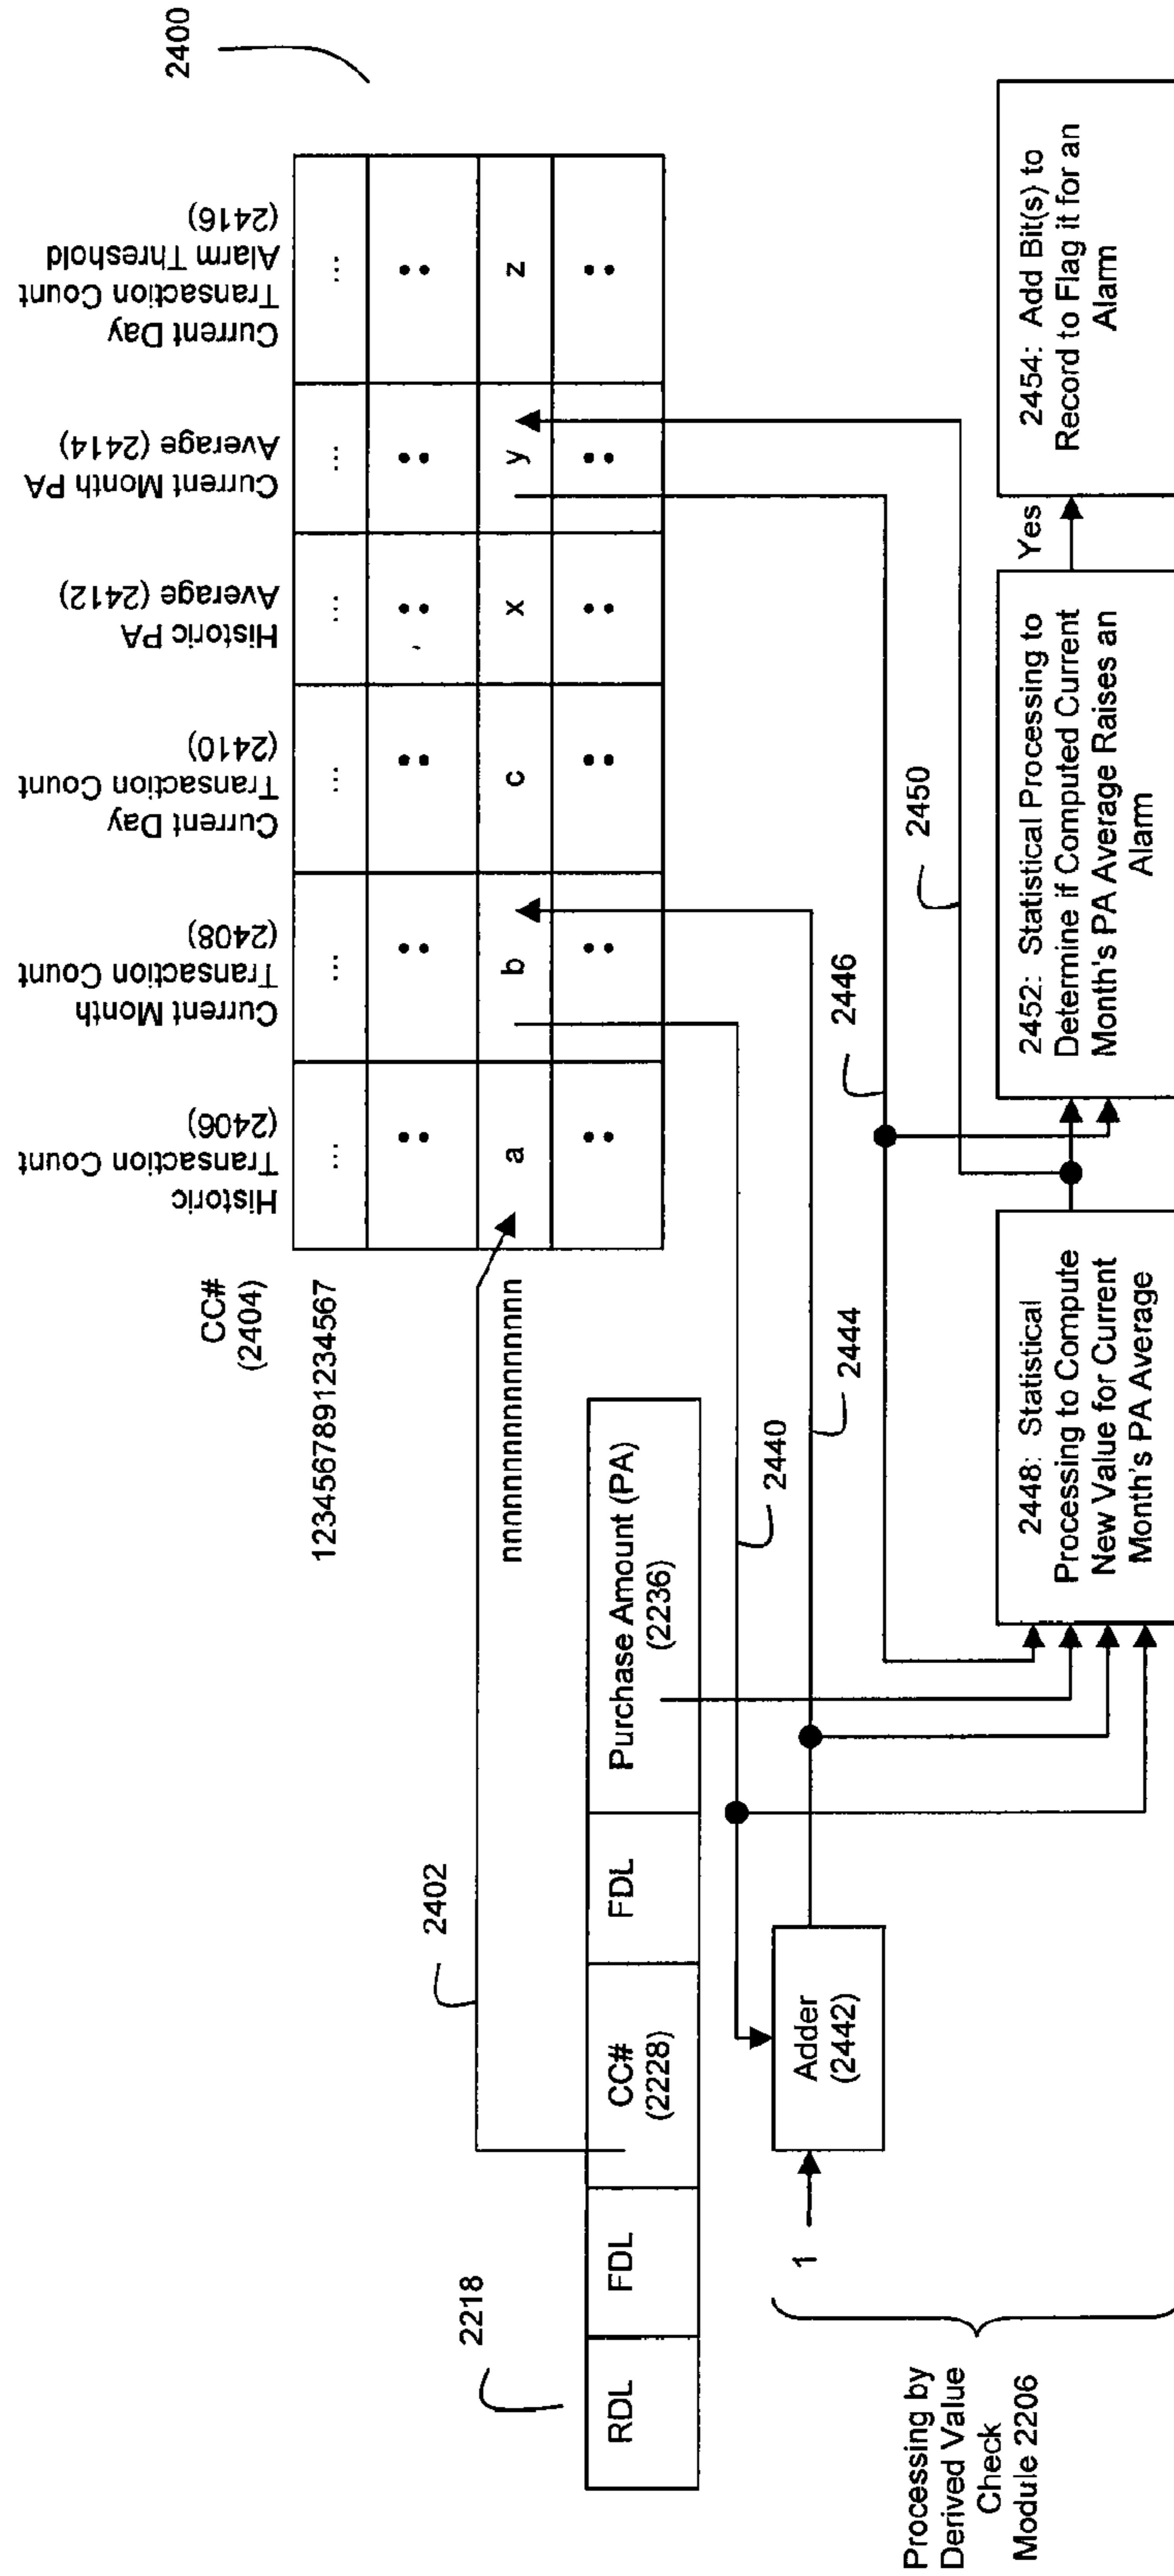 2400
Historic
Transaction Count
(2406)
Current Month
Transaction Count
(2408)
Current Day
Transaction Count
(2410)
Historic PA
Average (2412)
Current Month PA
Average (2414)
Current Day
Transaction Count
Alarm Threshold
(2416)
CC#
(2404)
1234567891234567
... ... ... ... ... ...
nnnnnnnnnnnnn
a b c x y z
2402
2218
RDL
FDL
CC#
(2228)
FDL
Purchase Amount (PA)
(2236)
2440
2444
2446
2450
1
Adder
(2442)
Processing by
Derived Value
Check
Module 2206
2448: Statistical
Processing to Compute
New Value for Current
Month's PA Average
2452: Statistical Processing to
Determine if Computed Current
Month's PA Average Raises an
Alarm
Yes
2454: Add Bit(s) to
Record to Flag it for an
Alarm